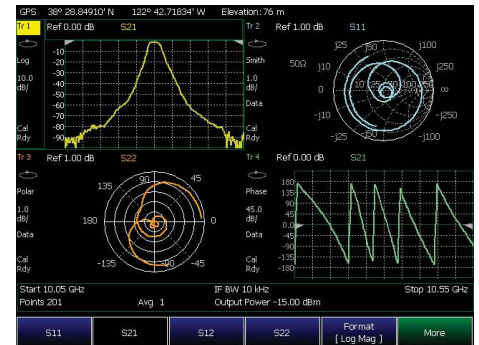 GPS 38° 28.84910' N 122° 42.71834' W Elevation: 76 m
Tr 1 Ref 0.00 dB S21
Log
10.0
dB/
Cal
Rdy
-10
-20
-30
-40
-50
-60
-70
-80
-90
Tr 2 Ref 1.00 dB S11
Smith
1.0
dB/
Data
Cal
Rdy
50Ω
j25
j50
j100
j10
j250
0
10
25
50
100
∞
-j10
-j250
-j25
-j50
-j100
Tr 3 Ref 1.00 dB S22
Polar
1.0
dB/
Data
Cal
Rdy
90
135
45
180
0
-135
-90
-45
Tr 4 Ref 0.00 dB S21
Phase
45.0
dB/
Data
Cal
Rdy
180
135
90
45
0.0
-45
-90
-135
-180
Start 10.05 GHz IF BW 10 kHz Stop 10.55 GHz
Points 201 Avg 1 Output Power -15.00 dBm
S11 S21 S12 S22 Format More
[ Log Mag ]